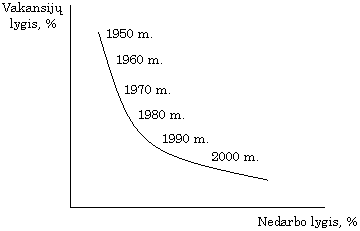 Vakansijų
lygis, %
1950 m.
1960 m.
1970 m.
1980 m.
1990 m.
2000 m.
Nedarbo lygis, %